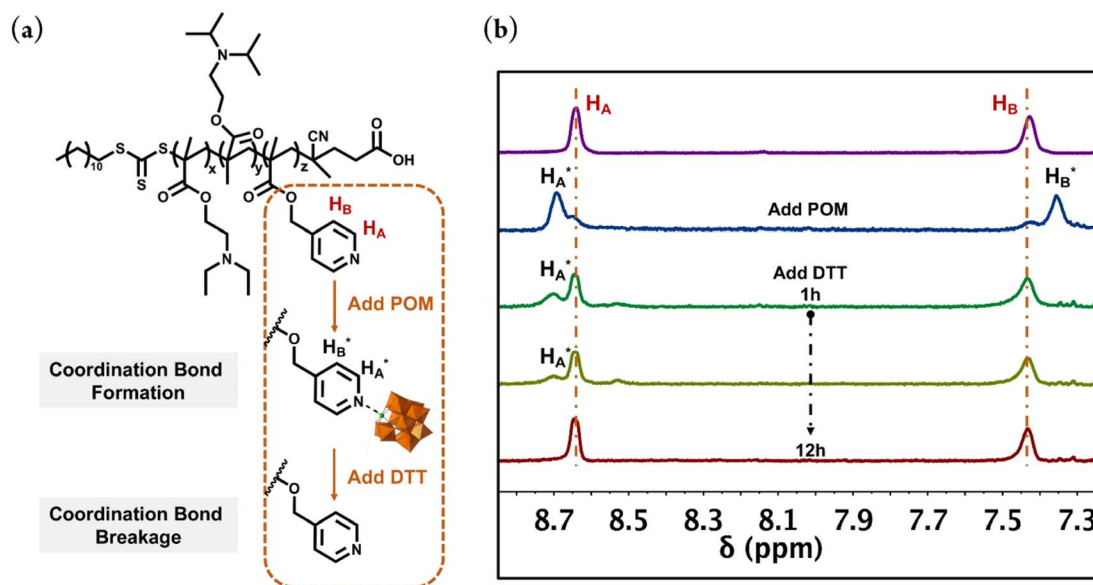 (a)
N
O O
CN
O
OH
10
S S
S
x y z
O
O
O
O
N
H_B
H_A
N
Add POM
O
H_B*
H_A*
N
Coordination Bond
Formation
Add DTT
O
N
Coordination Bond
Breakage
(b)
H_A
H_B
H_A*
H_B*
Add POM
H_A*
Add DTT
1h
H_A*
12h
8.7 8.5 8.3 8.1 7.9 7.7 7.5 7.3
δ (ppm)